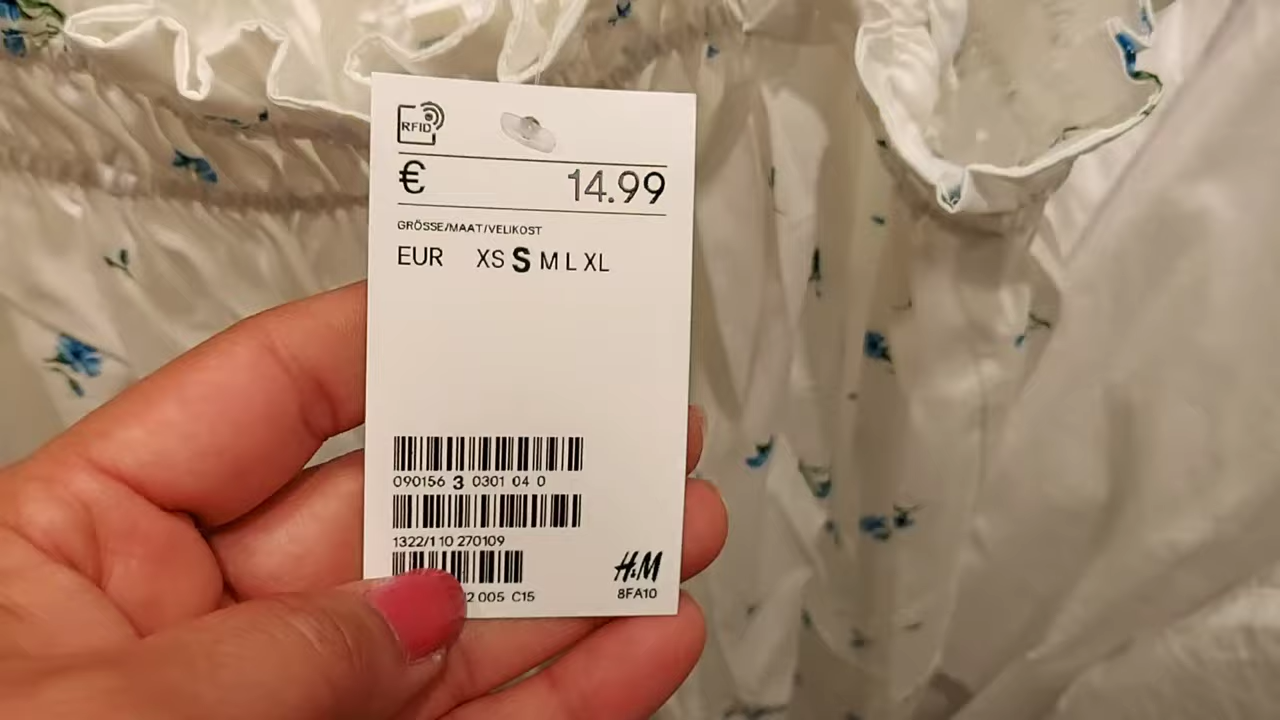 RFID
€ 14.99
GRÖSSE/MAAT/VELIKOST
EUR XS S M L XL
090156 3 0301 04 0
1322/1 10 270109
2 005 C15
H&M
8FA10